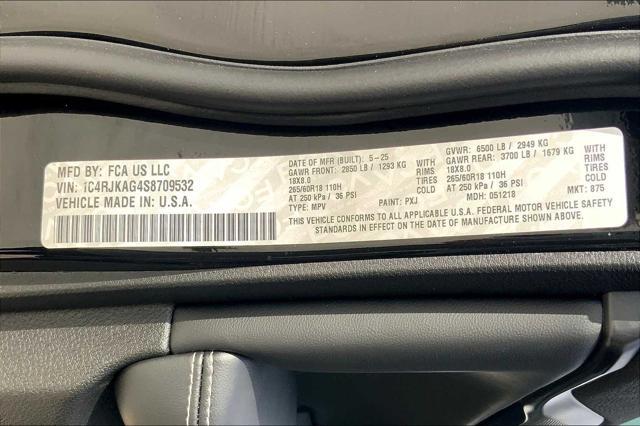 MFD BY: FCA US LLC
VIN: 1C4RJKAG4S8709532
VEHICLE MADE IN: U.S.A.
DATE OF MFR (BUILT): 5-25
GVWR: 6500 LB / 2949 KG
GAWR FRONT: 2850 LB / 1293 KG WITH
GAWR REAR: 3700 LB / 1679 KG WITH
18X8.0 TIRES
18X8.0 TIRES
265/60R18 110H RIMS
265/60R18 110H RIMS
AT 250 kPa / 36 PSI COLD
AT 250 kPa / 36 PSI COLD
TYPE: MPV PAINT: PXJ MDH: 051218 MKT: 875
THIS VEHICLE CONFORMS TO ALL APPLICABLE U.S.A. FEDERAL MOTOR VEHICLE SAFETY
STANDARDS IN EFFECT ON THE DATE OF MANUFACTURE SHOWN ABOVE.